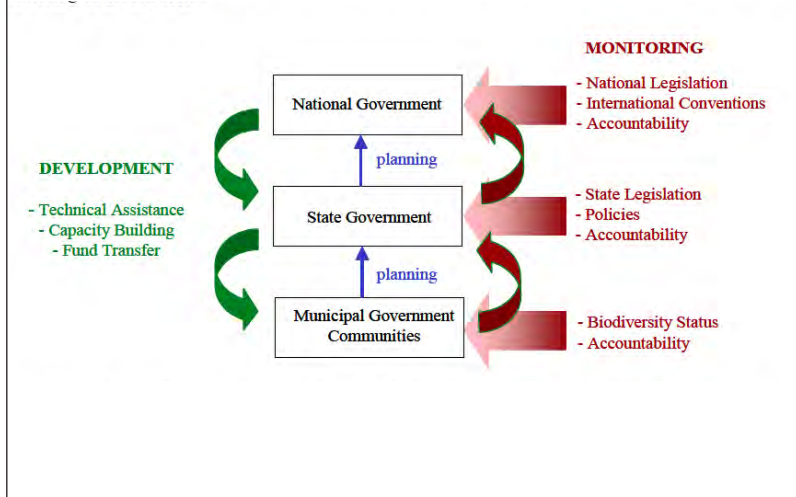 MONITORING
National Government
- National Legislation
- International Conventions
- Accountability
planning
DEVELOPMENT
- Technical Assistance
- Capacity Building
- Fund Transfer
State Government
- State Legislation
- Policies
- Accountability
planning
Municipal Government
Communities
- Biodiversity Status
- Accountability